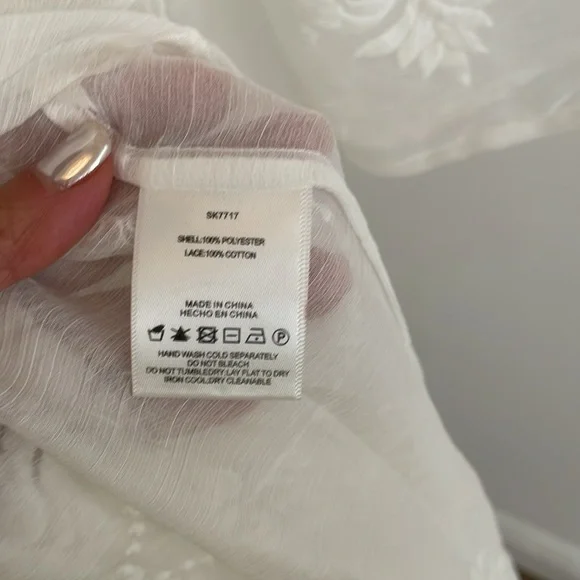 SK7717
SHELL:100% POLYESTER
LACE:100% COTTON
MADE IN CHINA
HECHO EN CHINA
P
HAND WASH COLD SEPARATELY
DO NOT BLEACH
DO NOT TUMBLEDRY:LAY FLAT TO DRY
IRON COOL:DRY CLEANABLE